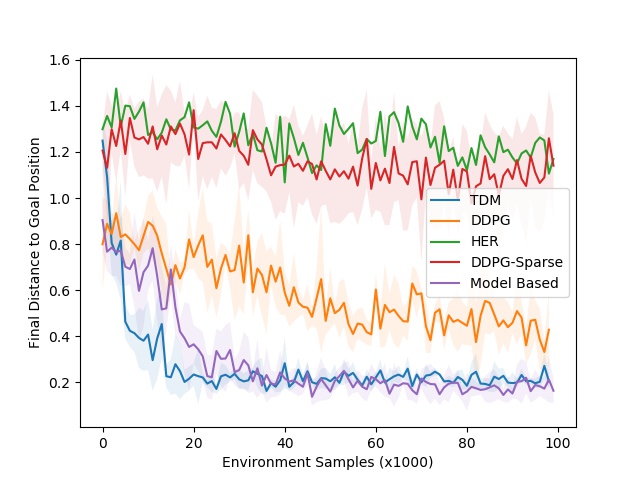 1.6
1.4
1.2
1.0
0.8
0.6
0.4
0.2
Final Distance to Goal Position
TDM
DDPG
HER
DDPG-Sparse
Model Based
0 20 40 60 80 100
Environment Samples (x1000)